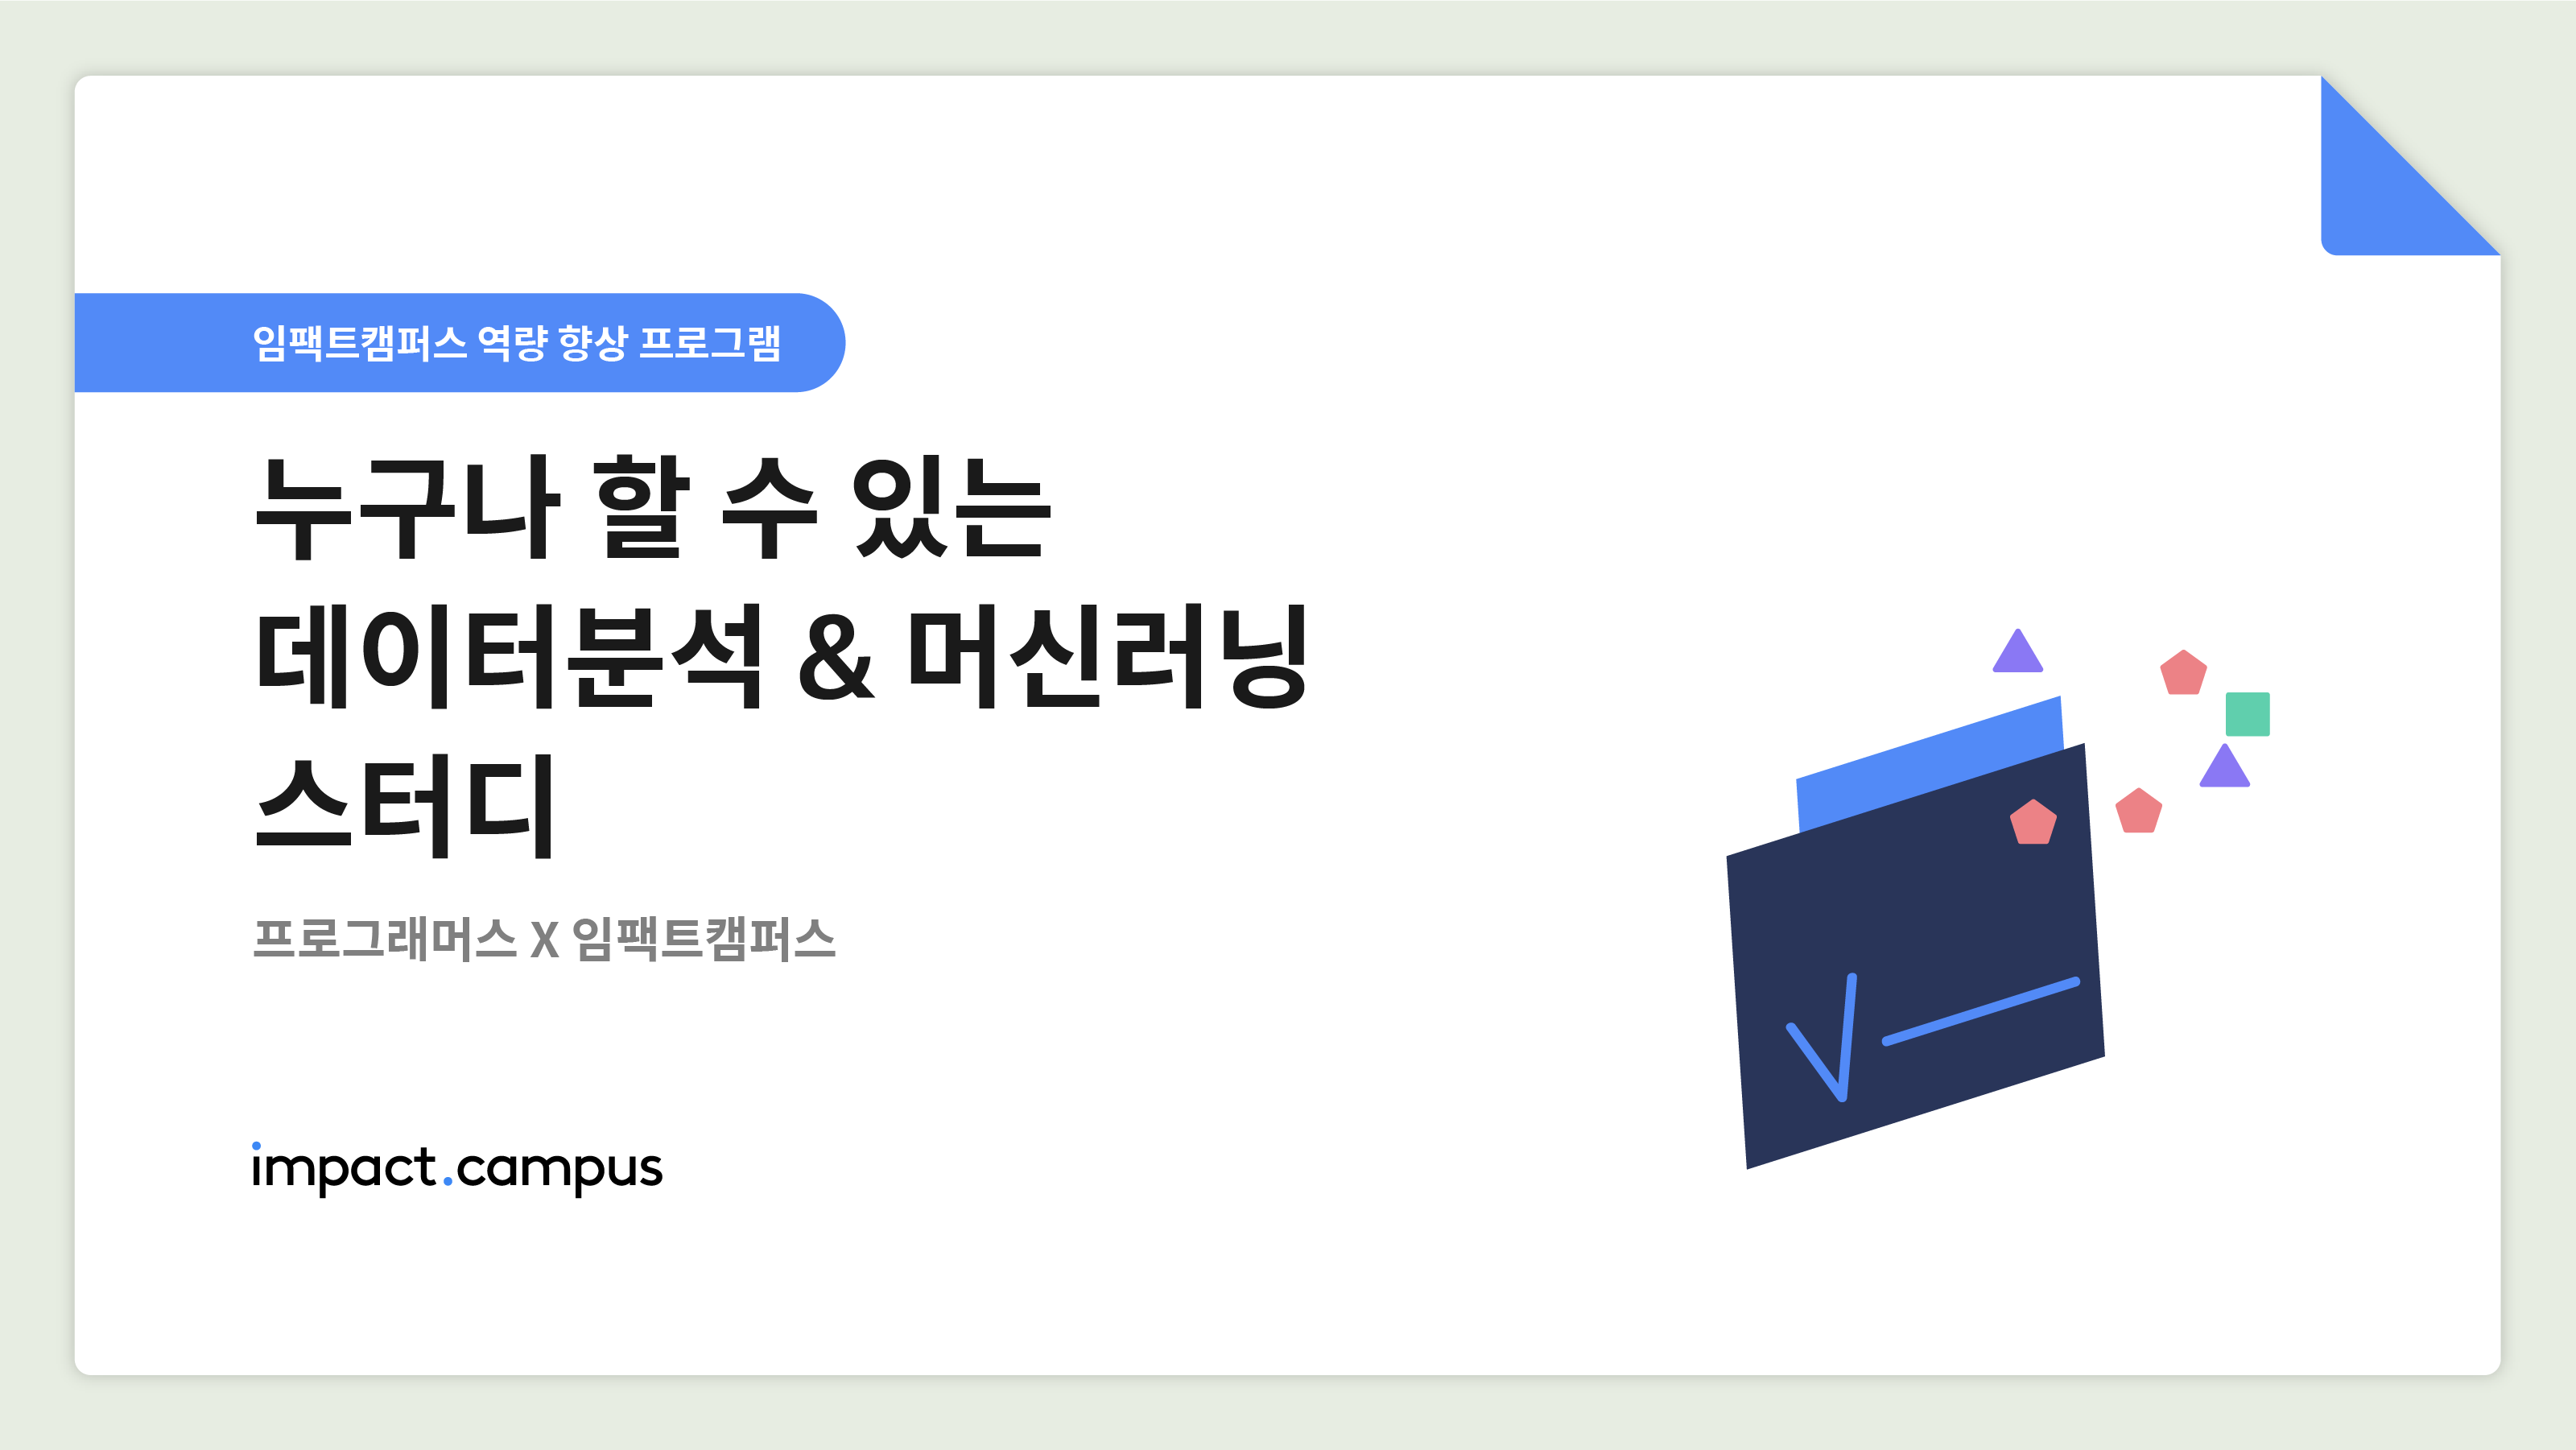 임팩트캠퍼스 역량 향상 프로그램
누구나 할 수 있는
데이터분석 & 머신러닝
스터디
프로그래머스 X 임팩트캠퍼스
impact.campus